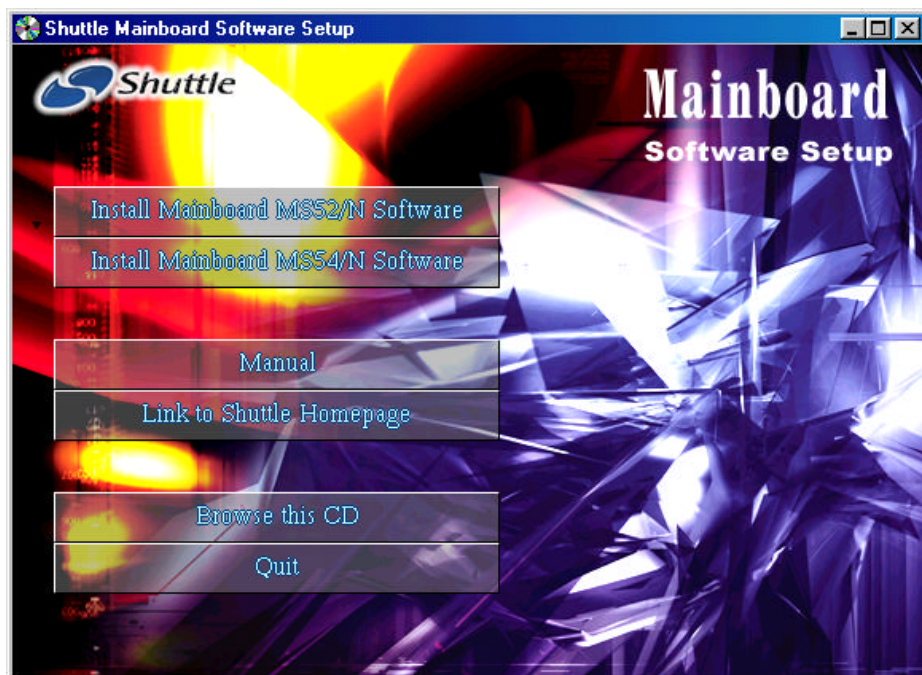 Shuttle Mainboard Software Setup
Shuttle
Mainboard
Software Setup
Install Mainboard MS52/N Software
Install Mainboard MS54/N Software
Manual
Link to Shuttle Homepage
Browse this CD
Quit